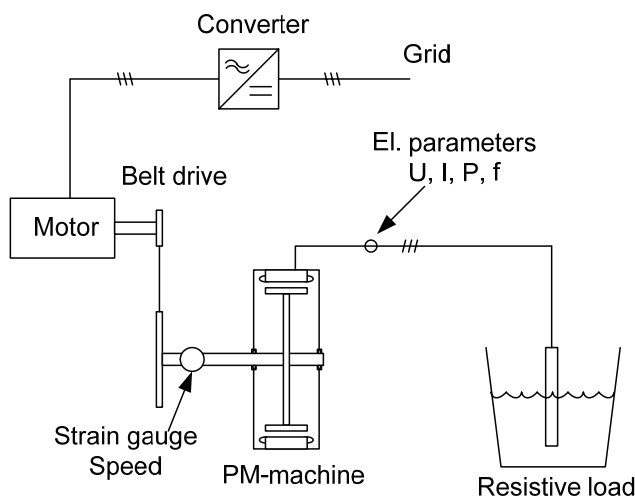 Converter
Grid
El. parameters
U, I, P, f
Belt drive
Motor
Strain gauge
Speed
PM-machine
Resistive load